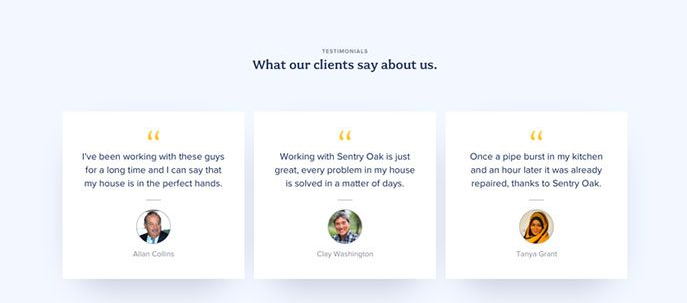 TESTIMONIALS
What our clients say about us.
“
I’ve been working with these guys
for a long time and I can say that
my house is in the perfect hands.
Allan Collins
“
Working with Sentry Oak is just
great, every problem in my house
is solved in a matter of days.
Clay Washington
“
Once a pipe burst in my kitchen
and an hour later it was already
repaired, thanks to Sentry Oak.
Tanya Grant